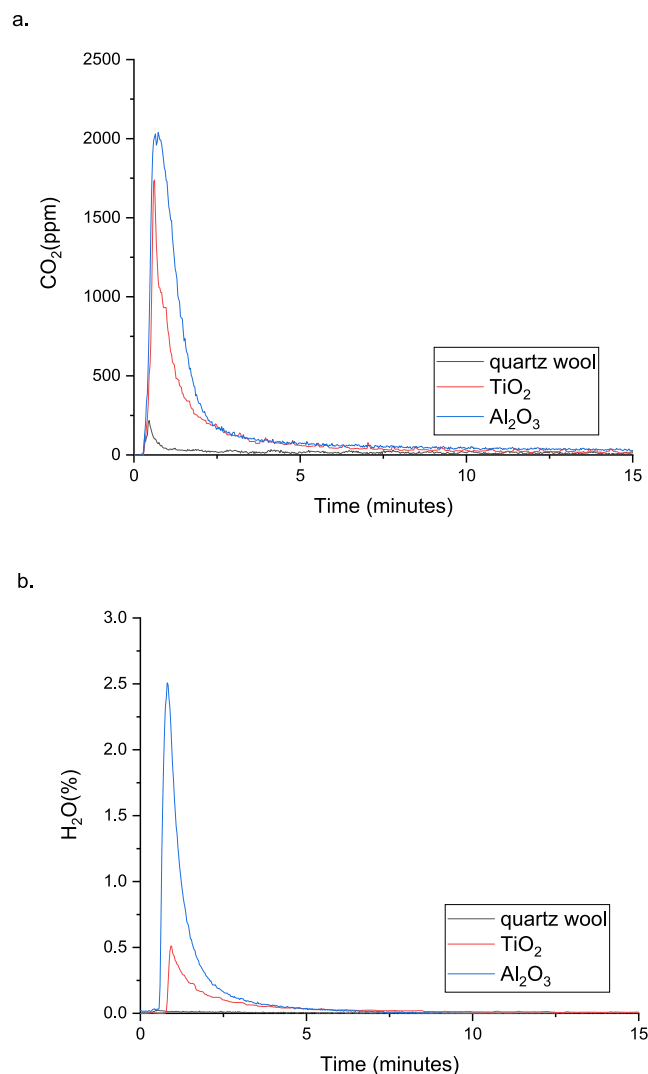 a.
2500
2000
1500
1000
500
0
CO₂(ppm)
quartz wool
TiO₂
Al₂O₃
0 5 10 15
Time (minutes)
b.
3.0
2.5
2.0
1.5
1.0
0.5
0.0
H₂O(%)
quartz wool
TiO₂
Al₂O₃
0 5 10 15
Time (minutes)